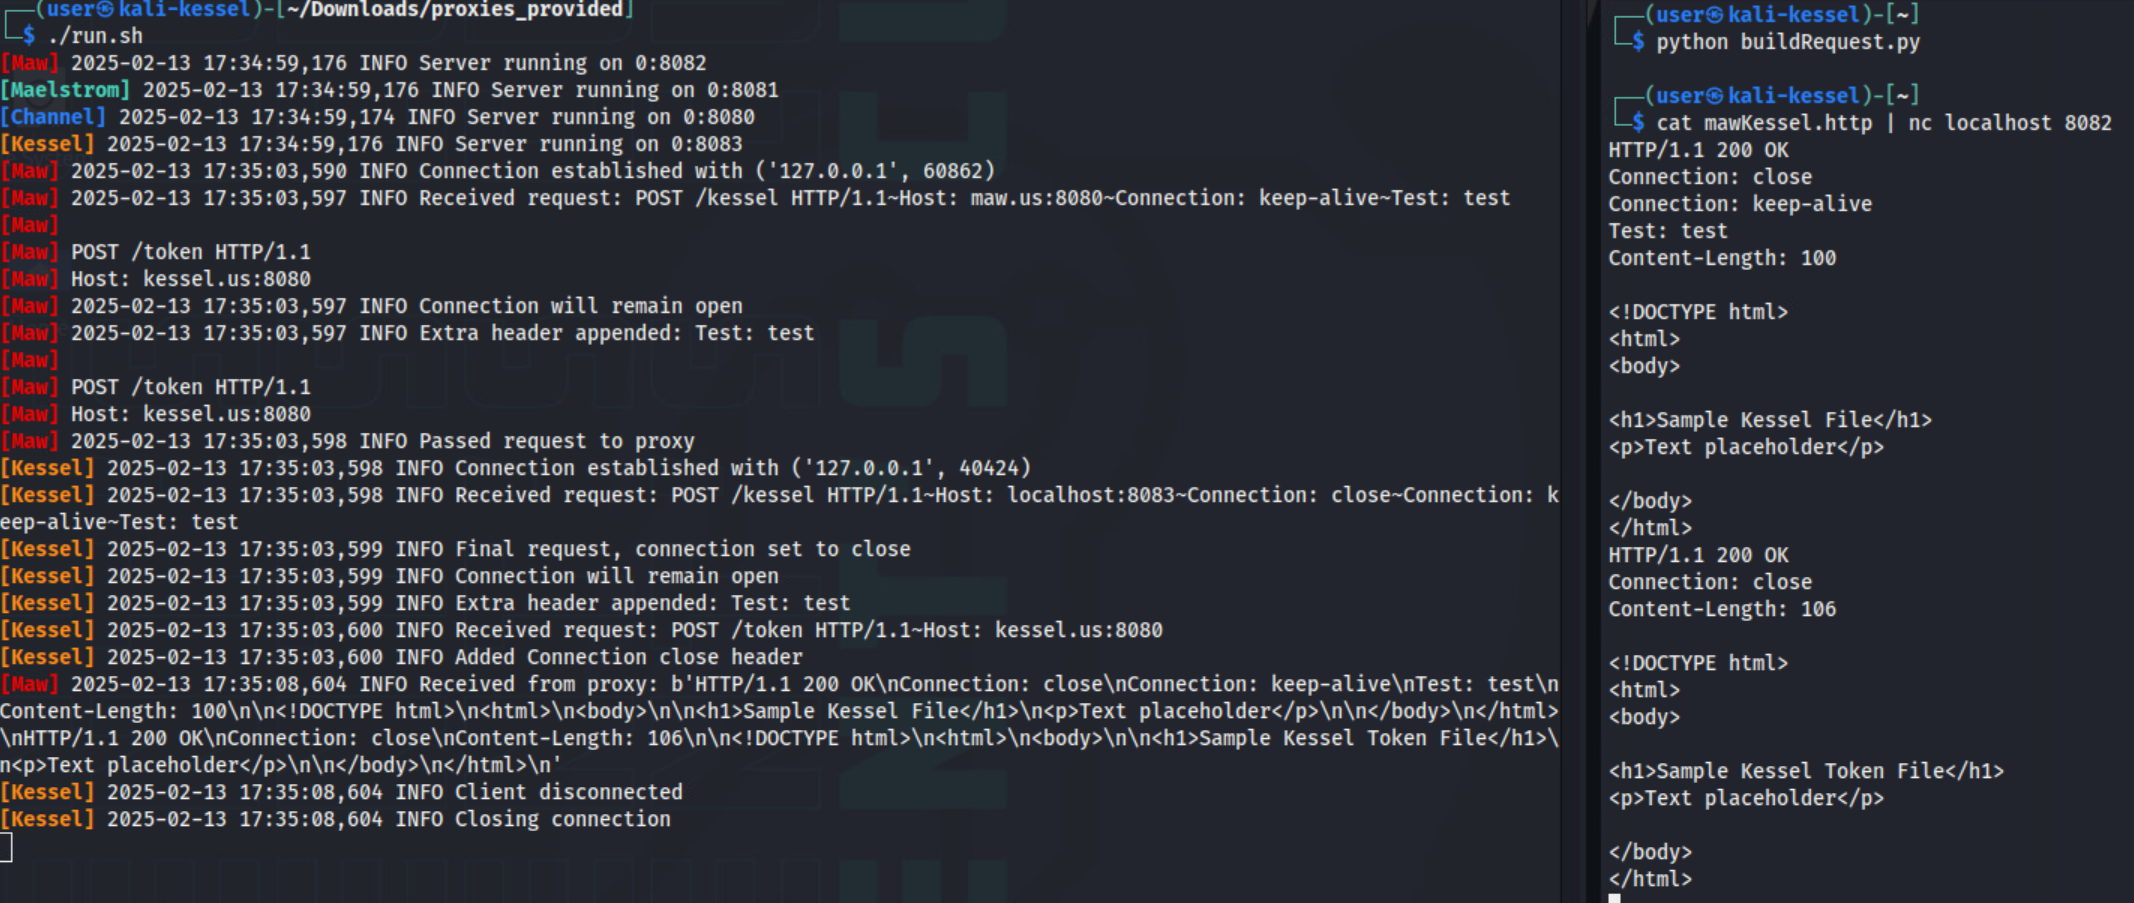 ┌──(user㉿kali-kessel)-[~/Downloads/proxies_provided]
└─$ ./run.sh
[Maw] 2025-02-13 17:34:59,176 INFO Server running on 0:8082
[Maelstrom] 2025-02-13 17:34:59,176 INFO Server running on 0:8081
[Channel] 2025-02-13 17:34:59,174 INFO Server running on 0:8080
[Kessel] 2025-02-13 17:34:59,176 INFO Server running on 0:8083
[Maw] 2025-02-13 17:35:03,590 INFO Connection established with ('127.0.0.1', 60862)
[Maw] 2025-02-13 17:35:03,597 INFO Received request: POST /kessel HTTP/1.1~Host: maw.us:8080~Connection: keep-alive~Test: test
[Maw]
[Maw] POST /token HTTP/1.1
[Maw] Host: kessel.us:8080
[Maw] 2025-02-13 17:35:03,597 INFO Connection will remain open
[Maw] 2025-02-13 17:35:03,597 INFO Extra header appended: Test: test
[Maw]
[Maw] POST /token HTTP/1.1
[Maw] Host: kessel.us:8080
[Maw] 2025-02-13 17:35:03,598 INFO Passed request to proxy
[Kessel] 2025-02-13 17:35:03,598 INFO Connection established with ('127.0.0.1', 40424)
[Kessel] 2025-02-13 17:35:03,598 INFO Received request: POST /kessel HTTP/1.1~Host: localhost:8083~Connection: close~Connection: k
eep-alive~Test: test
[Kessel] 2025-02-13 17:35:03,599 INFO Final request, connection set to close
[Kessel] 2025-02-13 17:35:03,599 INFO Connection will remain open
[Kessel] 2025-02-13 17:35:03,599 INFO Extra header appended: Test: test
[Kessel] 2025-02-13 17:35:03,600 INFO Received request: POST /token HTTP/1.1~Host: kessel.us:8080
[Kessel] 2025-02-13 17:35:03,600 INFO Added Connection close header
[Maw] 2025-02-13 17:35:08,604 INFO Received from proxy: b'HTTP/1.1 200 OK\nConnection: close\nConnection: keep-alive\nTest: test\n
Content-Length: 100\n\n<!DOCTYPE html>\n<html>\n<body>\n\n<h1>Sample Kessel File</h1>\n<p>Text placeholder</p>\n\n</body>\n</html>
\nHTTP/1.1 200 OK\nConnection: close\nContent-Length: 106\n\n<!DOCTYPE html>\n<html>\n<body>\n\n<h1>Sample Kessel Token File</h1>\
n<p>Text placeholder</p>\n\n</body>\n</html>\n'
[Kessel] 2025-02-13 17:35:08,604 INFO Client disconnected
[Kessel] 2025-02-13 17:35:08,604 INFO Closing connection
┌──(user㉿kali-kessel)-[~]
└─$ python buildRequest.py
┌──(user㉿kali-kessel)-[~]
└─$ cat mawKessel.http | nc localhost 8082
HTTP/1.1 200 OK
Connection: close
Connection: keep-alive
Test: test
Content-Length: 100
<!DOCTYPE html>
<html>
<body>
<h1>Sample Kessel File</h1>
<p>Text placeholder</p>
</body>
</html>
HTTP/1.1 200 OK
Connection: close
Content-Length: 106
<!DOCTYPE html>
<html>
<body>
<h1>Sample Kessel Token File</h1>
<p>Text placeholder</p>
</body>
</html>